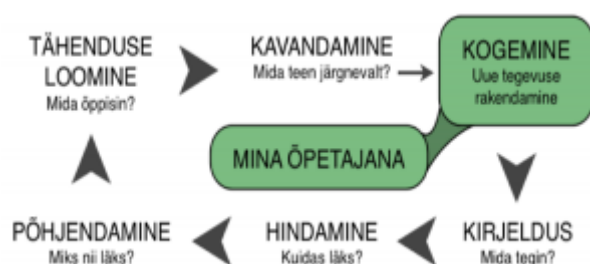 TÄHENDUSE
LOOMINE
Mida õppisin?
KAVANDAMINE
Mida teen järgnevalt?
KOGEMINE
Uue tegevuse
rakendamine
MINA ÕPETAJANA
PÕHJENDAMINE
Miks nii läks?
HINDAMINE
Kuidas läks?
KIRJELDUS
Mida tegin?